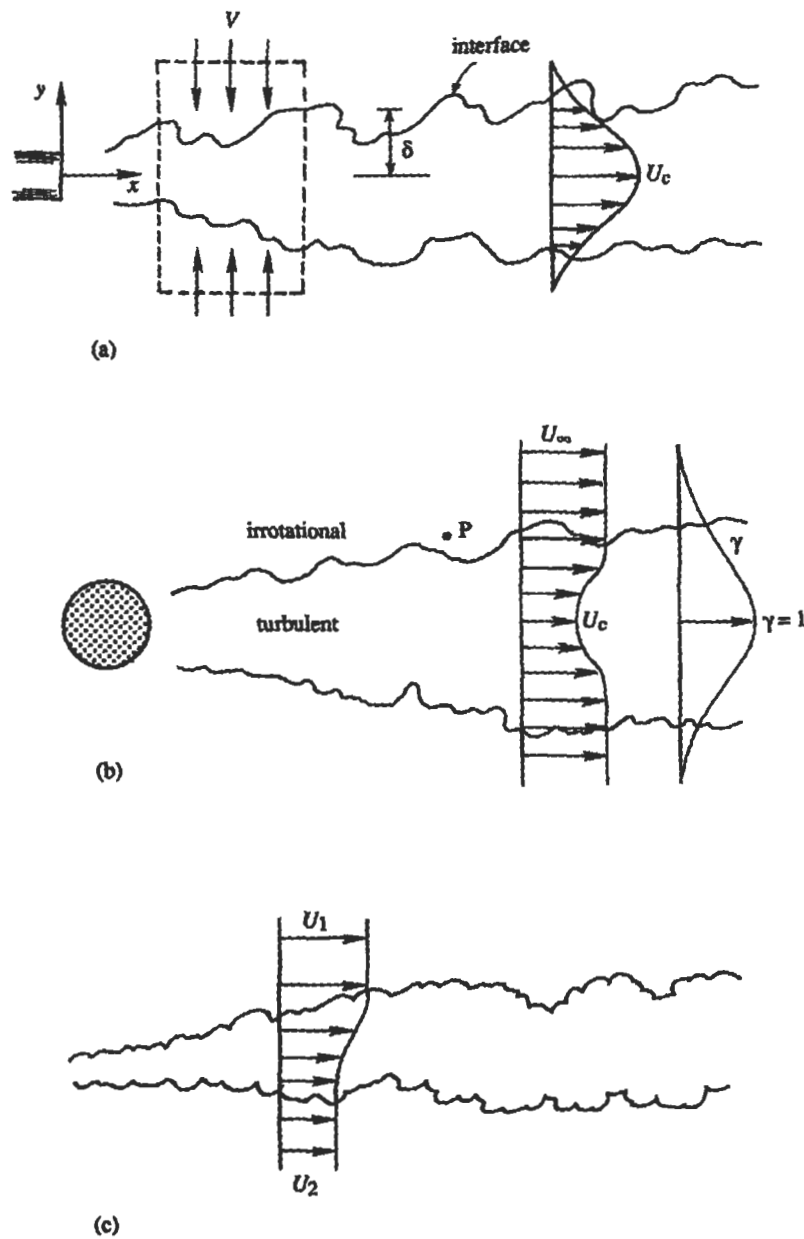 V
interface
y
δ
x
U_c
(a)
U_∞
P
irrotational
γ
turbulent
U_c
γ = 1
(b)
U_1
U_2
(c)